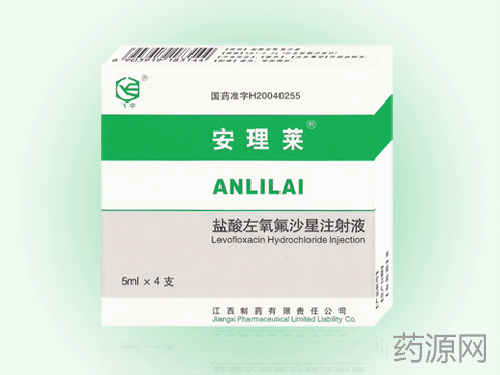 6903919183144
国药准字H20040255
安理莱®
ANLILAI
盐酸左氧氟沙星注射液
Levofloxacin Hydrochloride Injection
5ml × 4 支
江西制药有限责任公司
Jiangxi Pharmaceutical Limited Liability Co.
药源网